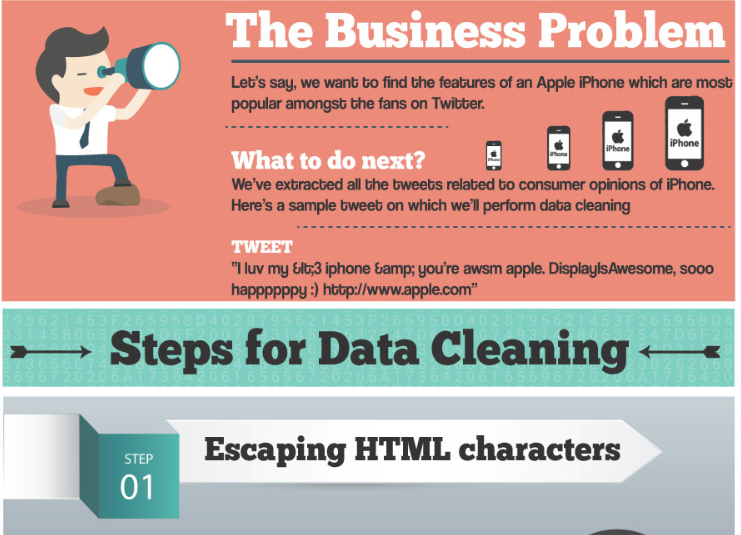 The Business Problem
Let's say, we want to find the features of an Apple iPhone which are most
popular amongst the fans on Twitter.
iPhone
iPhone
iPhone
iPhone
What to do next?
We've extracted all the tweets related to consumer opinions of iPhone.
Here's a sample tweet on which we'll perform data cleaning
TWEET
"I luv my &lt;3 iphone &amp; you're awsm apple. DisplayIsAwesome, sooo
happppppy :) http://www.apple.com"
Steps for Data Cleaning
STEP
01
Escaping HTML characters